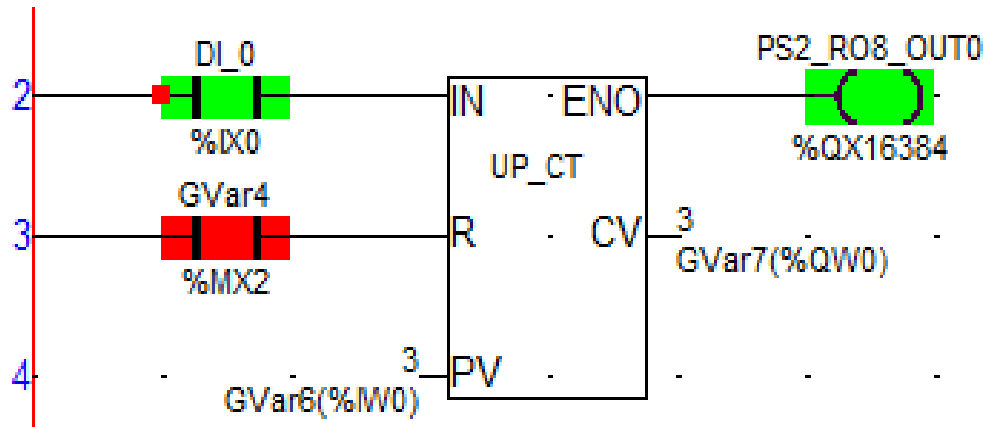 DI_0 PS2_RO8_OUT0
2 IN ENO
%IX0 %QX16384
UP_CT
GVar4
3 R CV 3
%MX2 GVar7(%QW0)
4 3 PV
GVar6(%IW0)